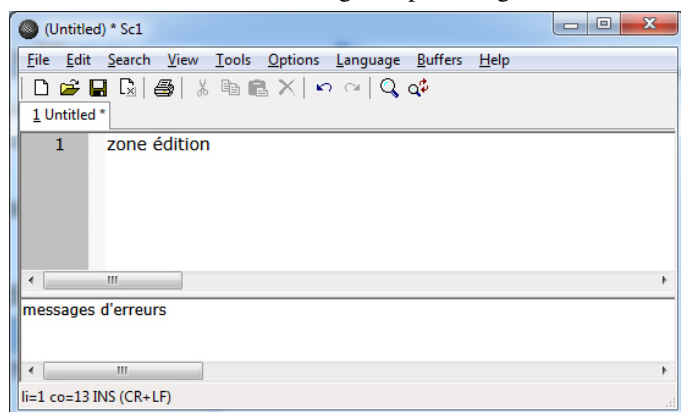 (Untitled) * Sc1
File Edit Search View Tools Options Language Buffers Help
1 Untitled *
1 zone édition
messages d'erreurs
li=1 co=13 INS (CR+LF)